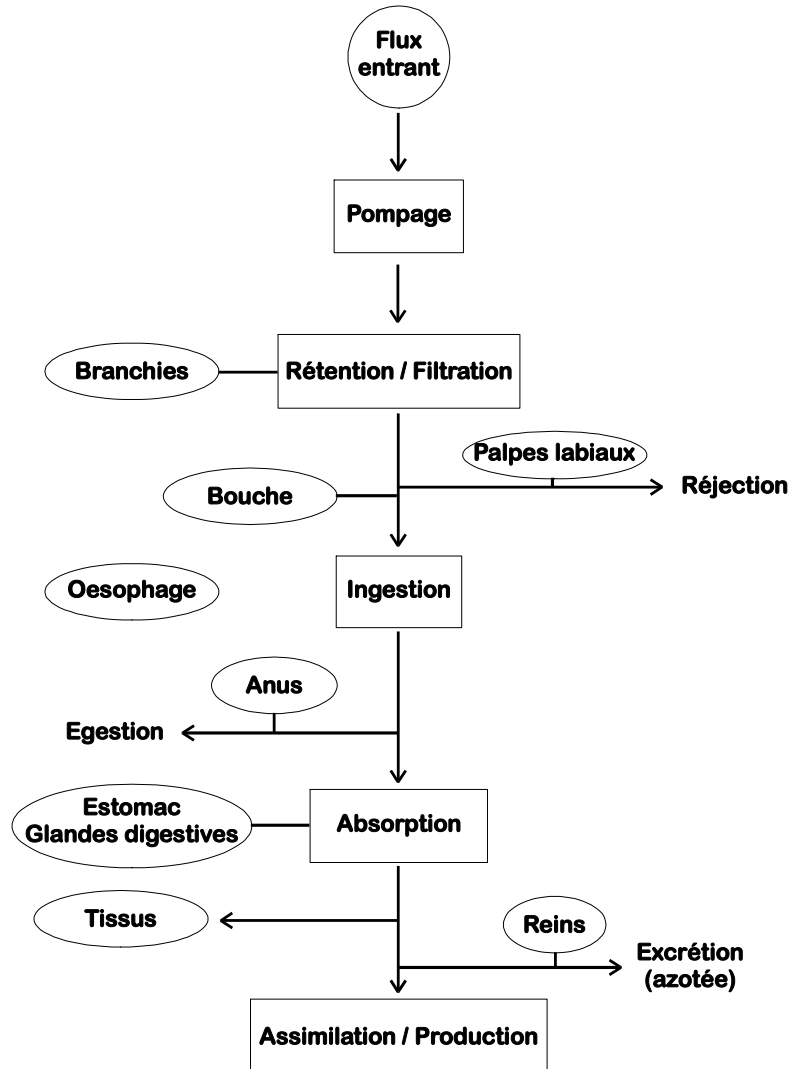 Flux
entrant
Pompage
Branchies
Rétention / Filtration
Palpes labiaux
Réjection
Bouche
Oesophage
Ingestion
Anus
Egestion
Estomac
Glandes digestives
Absorption
Tissus
Reins
Excrétion
(azotée)
Assimilation / Production